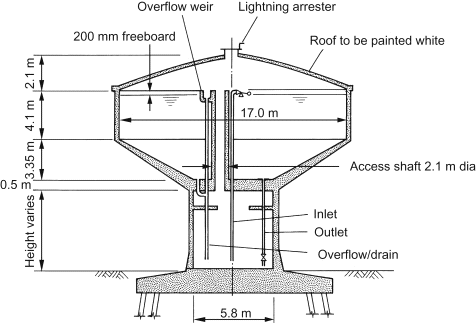 Overflow weir
Lightning arrester
200 mm freeboard
Roof to be painted white
2.1 m
4.1 m
17.0 m
3.35 m
Access shaft 2.1 m dia
0.5 m
Height varies
Inlet
Outlet
Overflow/drain
5.8 m